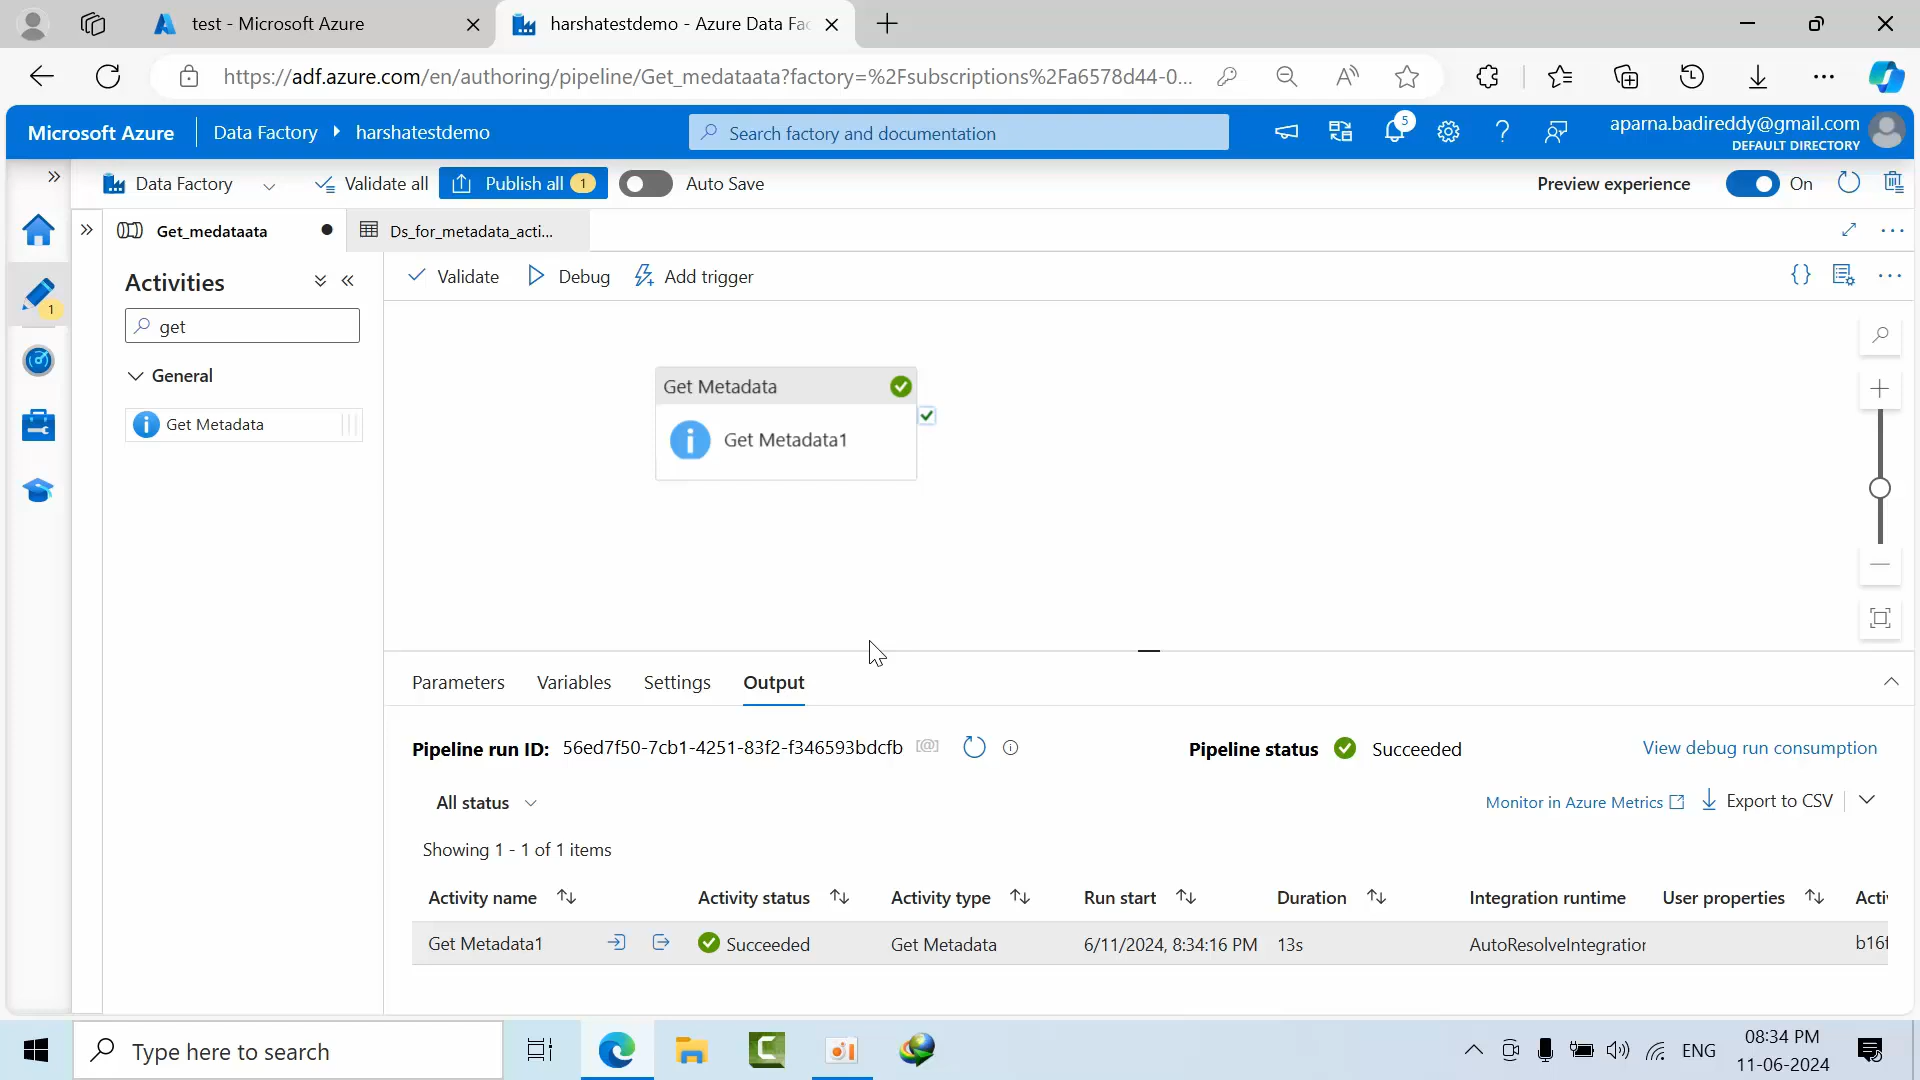 test - Microsoft Azure
harshatestdemo - Azure Data Fac
https://adf.azure.com/en/authoring/pipeline/Get_medataata?factory=%2Fsubscriptions%2Fa6578d44-0...
Microsoft Azure
Data Factory
harshatestdemo
Search factory and documentation
5
aparna.badireddy@gmail.com
DEFAULT DIRECTORY
Data Factory
Validate all
Publish all 1
Auto Save
Preview experience
On
Get_medataata
Ds_for_metadata_acti...
Activities
Validate
Debug
Add trigger
1
get
General
Get Metadata
Get Metadata
Get Metadata1
Parameters
Variables
Settings
Output
Pipeline run ID: 56ed7f50-7cb1-4251-83f2-f346593bdcfb
Pipeline status
Succeeded
View debug run consumption
All status
Monitor in Azure Metrics
Export to CSV
Showing 1 - 1 of 1 items
Activity name
Activity status
Activity type
Run start
Duration
Integration runtime
User properties
Activ
Get Metadata1
Succeeded
Get Metadata
6/11/2024, 8:34:16 PM
13s
AutoResolveIntegration
b16f
Type here to search
ENG
08:34 PM
11-06-2024